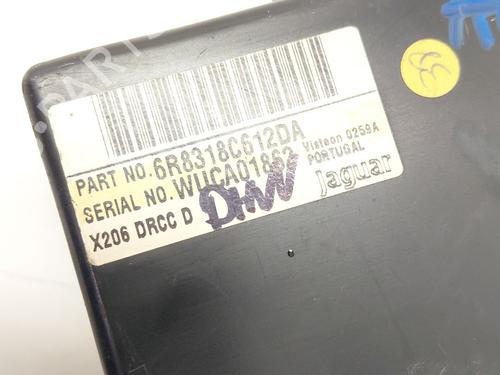 PART NO.6R8318C612DA
SERIAL NO.WUCA01862
Visteon 0259A
PORTUGAL
X206 DRCC D
DHW
Jaguar